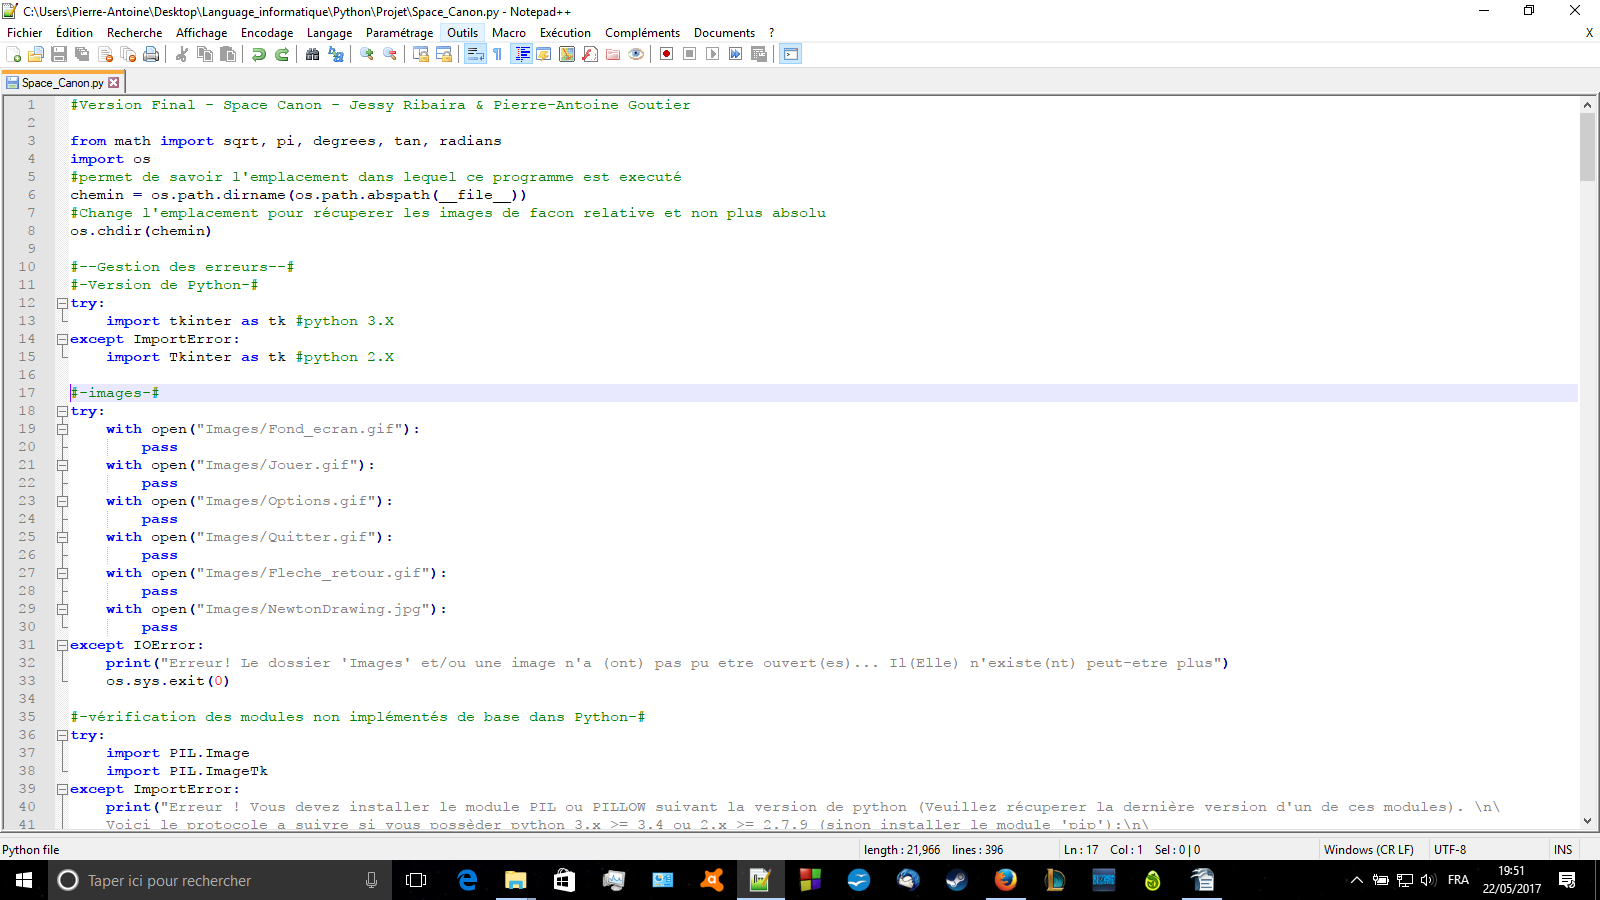 C:\Users\Pierre-Antoine\Desktop\Language_informatique\Python\Projet\Space_Canon.py - Notepad++
Fichier Édition Recherche Affichage Encodage Langage Paramétrage Outils Macro Exécution Compléments Documents ? X
Space_Canon.py
1 #Version Final - Space Canon - Jessy Ribaira & Pierre-Antoine Goutier
2
3 from math import sqrt, pi, degrees, tan, radians
4 import os
5 #permet de savoir l'emplacement dans lequel ce programme est executé
6 chemin = os.path.dirname(os.path.abspath(__file__))
7 #Change l'emplacement pour récuperer les images de facon relative et non plus absolu
8 os.chdir(chemin)
9
10 #--Gestion des erreurs--#
11 #-Version de Python-#
12 try:
13     import tkinter as tk #python 3.X
14 except ImportError:
15     import Tkinter as tk #python 2.X
16
17 #-images-#
18 try:
19     with open("Images/Fond_ecran.gif"):
20         pass
21     with open("Images/Jouer.gif"):
22         pass
23     with open("Images/Options.gif"):
24         pass
25     with open("Images/Quitter.gif"):
26         pass
27     with open("Images/Fleche_retour.gif"):
28         pass
29     with open("Images/NewtonDrawing.jpg"):
30         pass
31 except IOError:
32     print("Erreur! Le dossier 'Images' et/ou une image n'a (ont) pas pu etre ouvert(es)... Il(Elle) n'existe(nt) peut-etre plus")
33     os.sys.exit(0)
34
35 #-vérification des modules non implémentés de base dans Python-#
36 try:
37     import PIL.Image
38     import PIL.ImageTk
39 except ImportError:
40     print("Erreur ! Vous devez installer le module PIL ou PILLOW suivant la version de python (Veuillez récuperer la dernière version d'un de ces modules). \n\
41     Voici le protocole a suivre si vous possèder python 3.x >= 3.4 ou 2.x >= 2.7.9 (sinon installer le module 'pip'):\n\
Python file length : 21,966 lines : 396 Ln : 17 Col : 1 Sel : 0 | 0 Windows (CR LF) UTF-8 INS
Taper ici pour rechercher FRA 19:51
22/05/2017